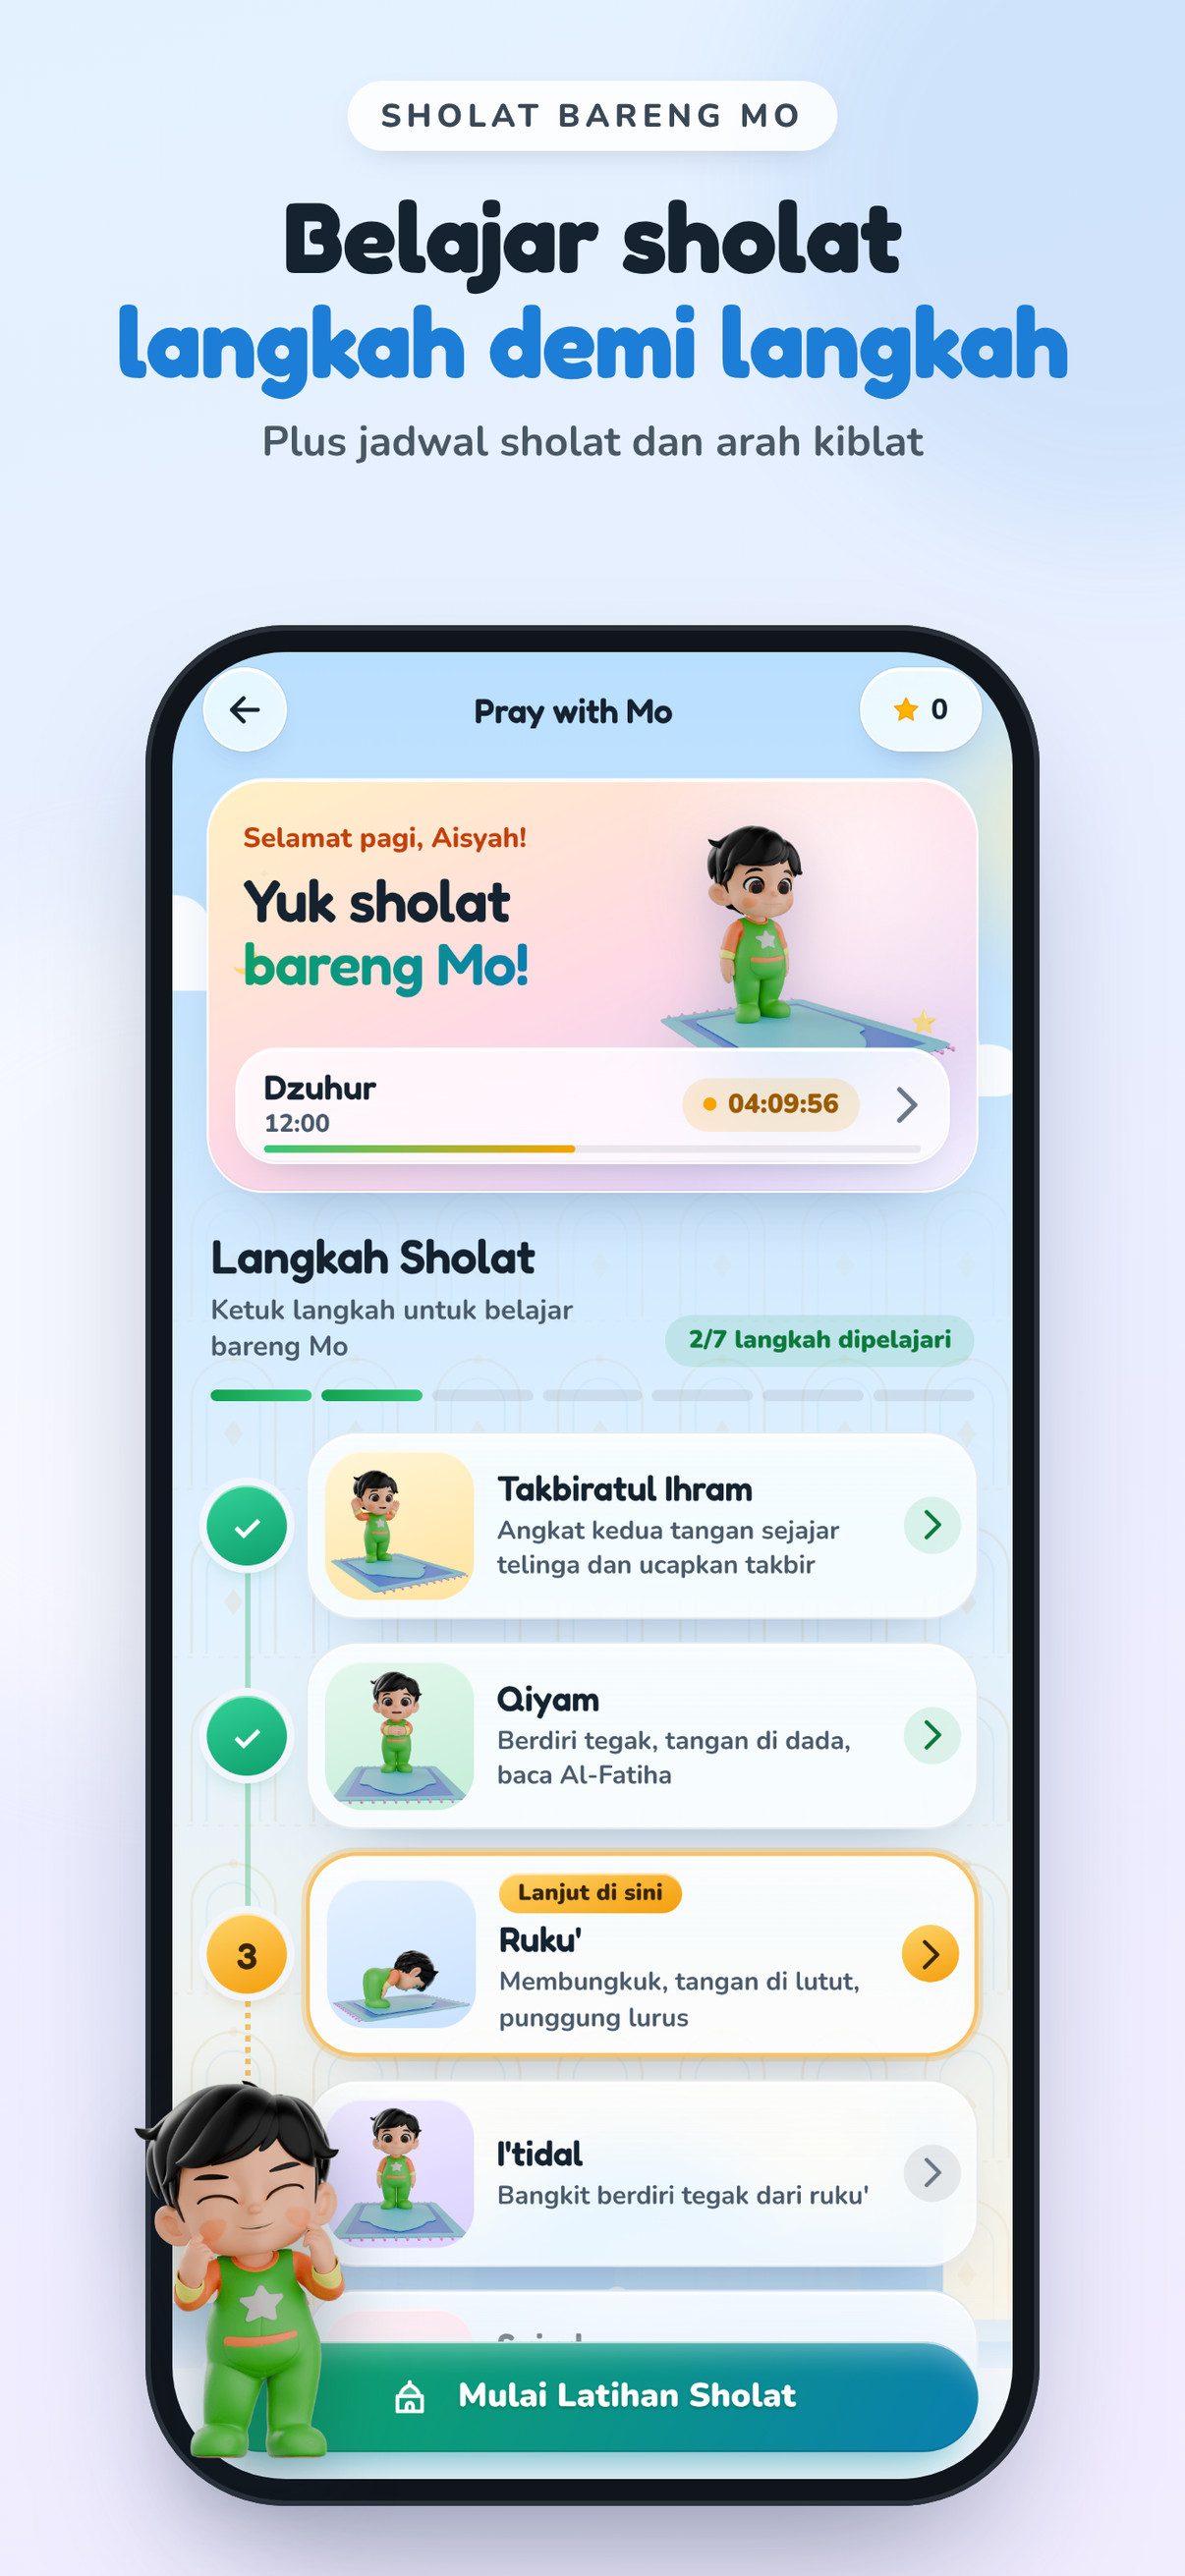 SHOLAT BARENG MO
Belajar sholat
langkah demi langkah
Plus jadwal sholat dan arah kiblat
Pray with Mo
0
Selamat pagi, Aisyah!
Yuk sholat
bareng Mo!
Dzuhur
12:00
04:09:56
Langkah Sholat
Ketuk langkah untuk belajar
bareng Mo
2/7 langkah dipelajari
Takbiratul Ihram
Angkat kedua tangan sejajar
telinga dan ucapkan takbir
Qiyam
Berdiri tegak, tangan di dada,
baca Al-Fatiha
3
Lanjut di sini
Ruku'
Membungkuk, tangan di lutut,
punggung lurus
I'tidal
Bangkit berdiri tegak dari ruku'
Mulai Latihan Sholat